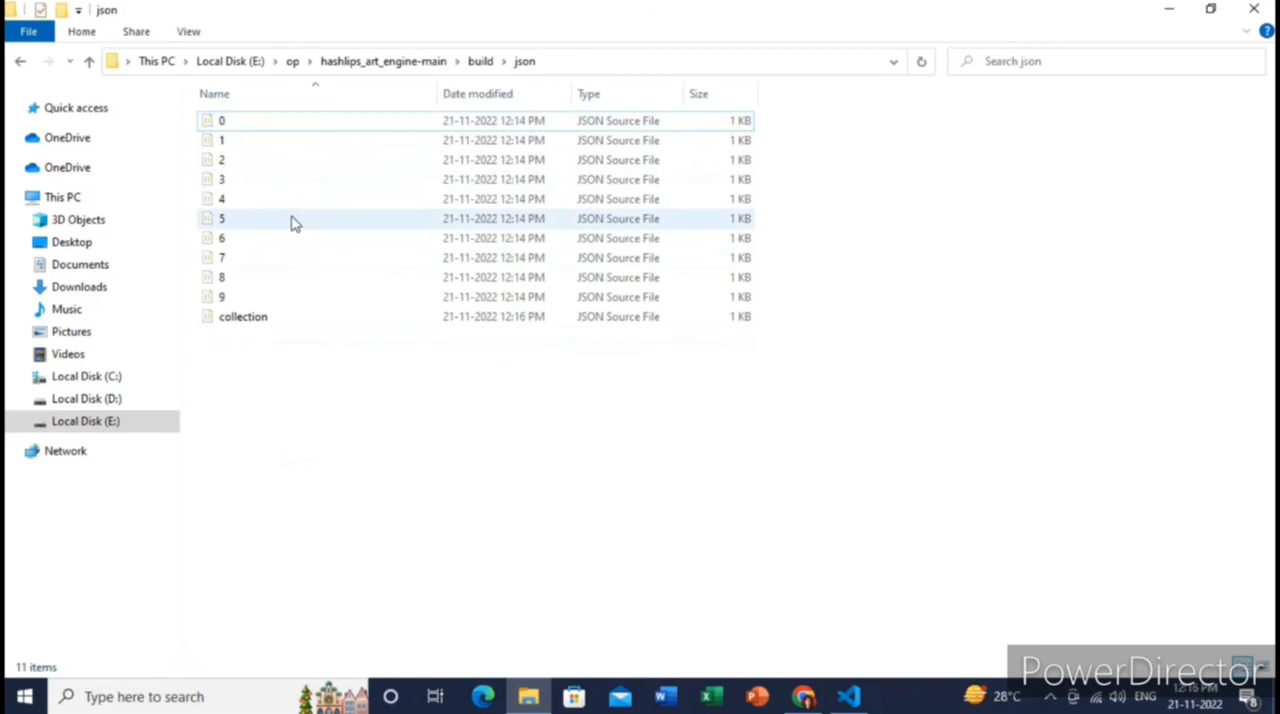 json
File Home Share View
This PC Local Disk (E:) op hashlips_art_engine-main build json
Search json
Name Date modified Type Size
0 21-11-2022 12:14 PM JSON Source File 1 KB
1 21-11-2022 12:14 PM JSON Source File 1 KB
2 21-11-2022 12:14 PM JSON Source File 1 KB
3 21-11-2022 12:14 PM JSON Source File 1 KB
4 21-11-2022 12:14 PM JSON Source File 1 KB
5 21-11-2022 12:14 PM JSON Source File 1 KB
6 21-11-2022 12:14 PM JSON Source File 1 KB
7 21-11-2022 12:14 PM JSON Source File 1 KB
8 21-11-2022 12:14 PM JSON Source File 1 KB
9 21-11-2022 12:14 PM JSON Source File 1 KB
collection 21-11-2022 12:16 PM JSON Source File 1 KB
Quick access
OneDrive
OneDrive
This PC
3D Objects
Desktop
Documents
Downloads
Music
Pictures
Videos
Local Disk (C:)
Local Disk (D:)
Local Disk (E:)
Network
11 items
PowerDirector
Type here to search
28°C
ENG
21-11-2022
8